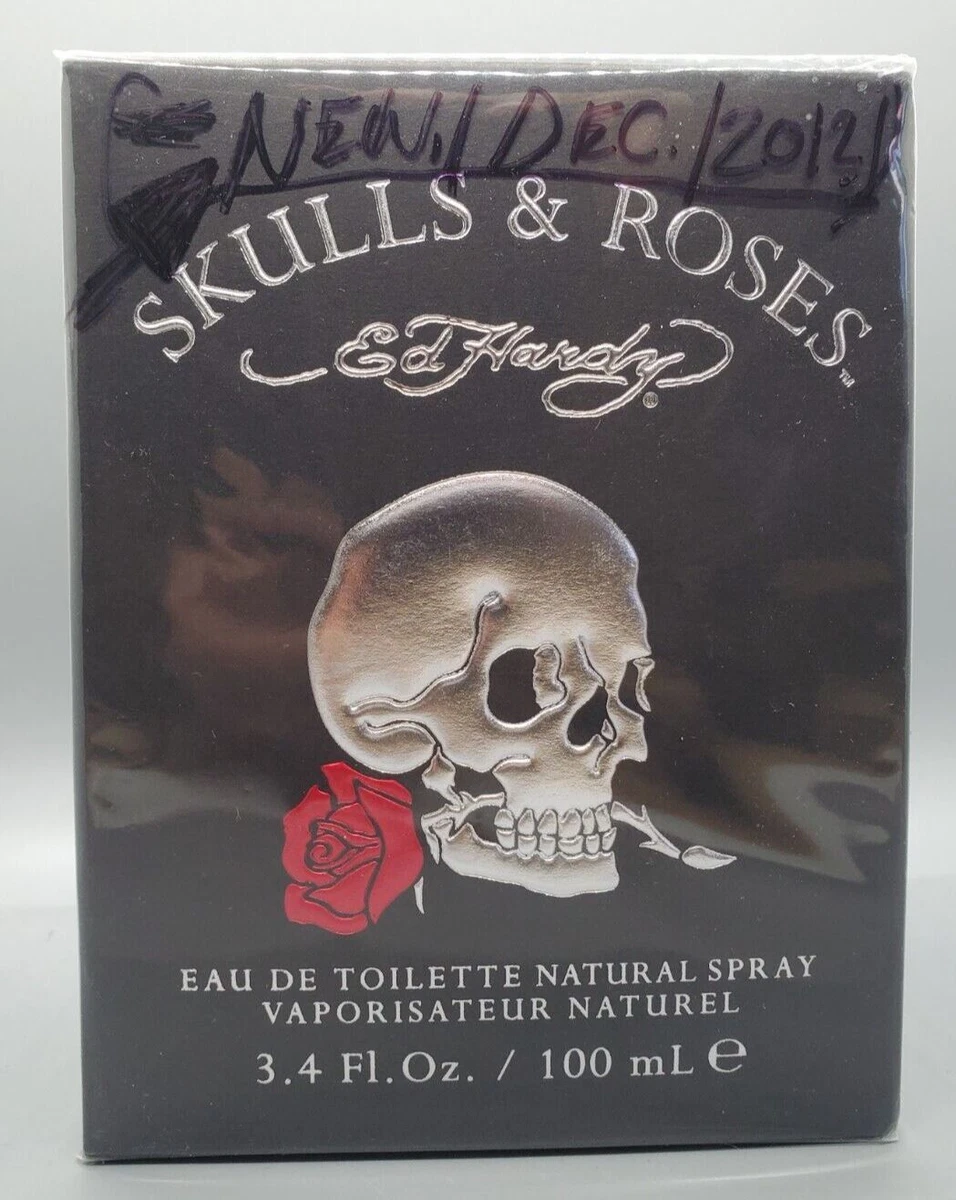 NEW./DEC./2012/
SKULLS & ROSES™
Ed Hardy®
EAU DE TOILETTE NATURAL SPRAY
VAPORISATEUR NATUREL
3.4 Fl.Oz. / 100 mL ℮